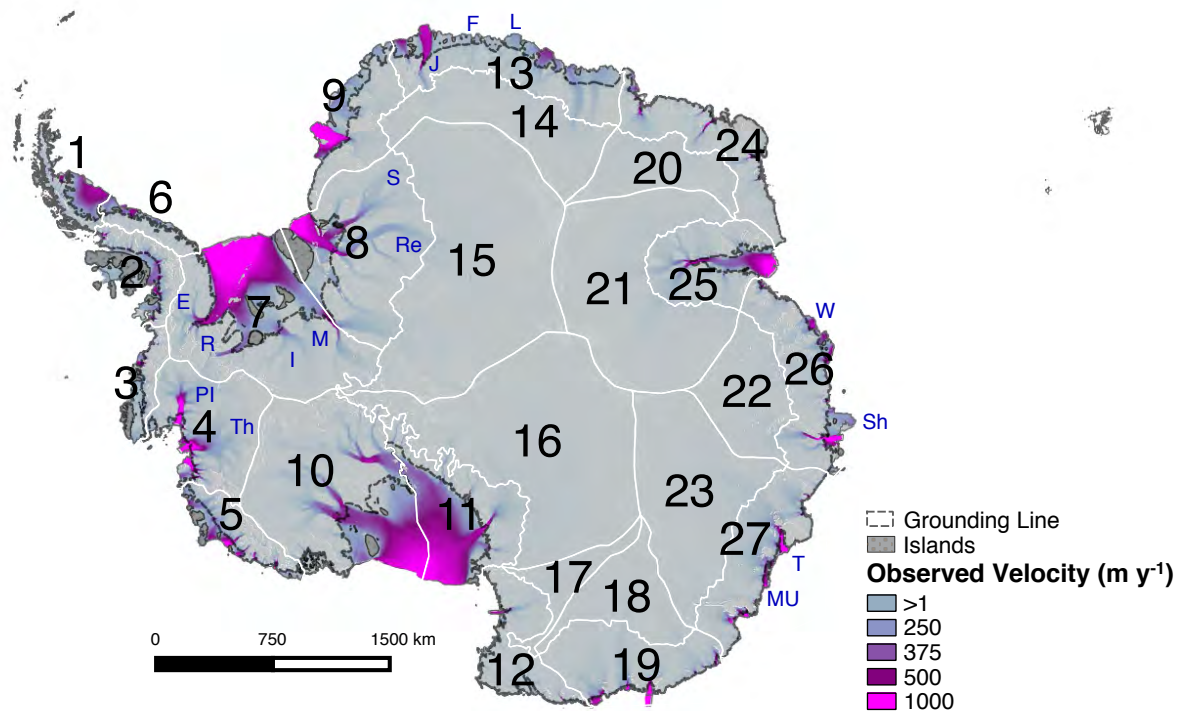 F L
J
13
9
14
24
1
20
6
S
8
Re
15
2
21
25
E
7
W
R
M
I
26
3
PI
22
4
Th
Sh
16
10
23
11
5
27
Grounding Line
Islands
T
17
Observed Velocity (m y⁻¹)
18
MU
>1
250
0 750 1500 km
375
12
19
500
1000